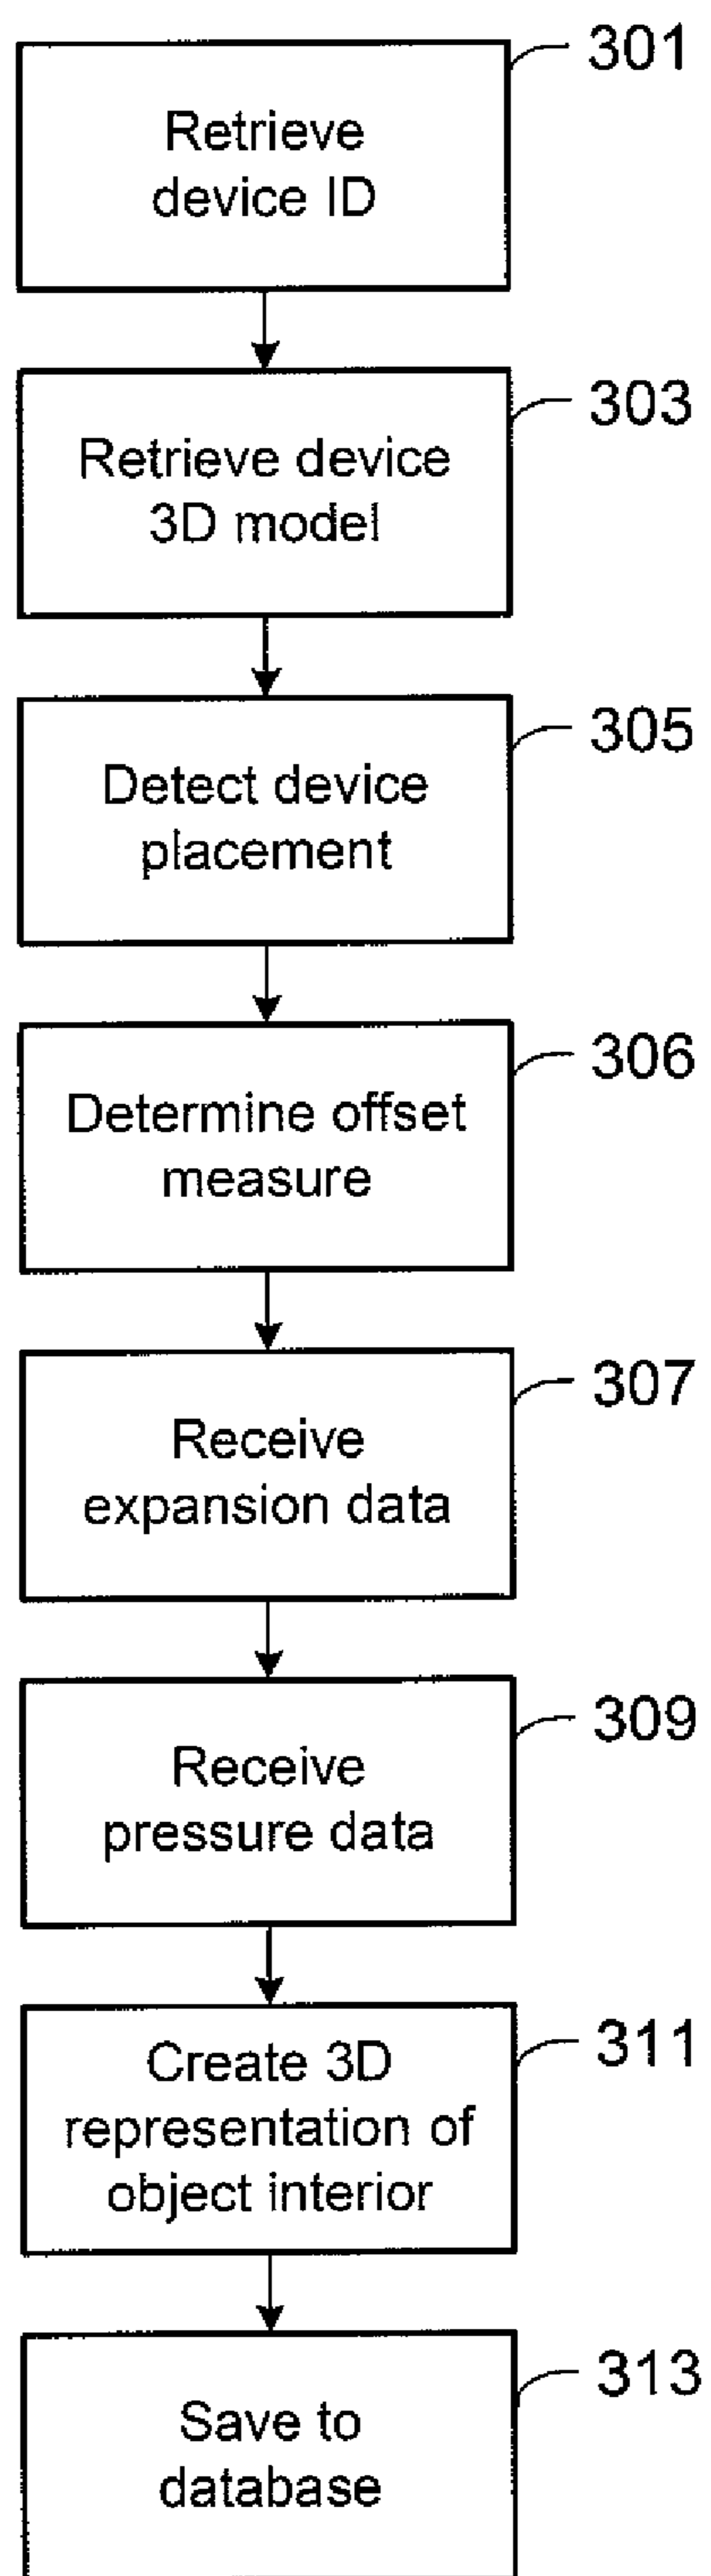 301
Retrieve
device ID
303
Retrieve device
3D model
305
Detect device
placement
306
Determine offset
measure
307
Receive
expansion data
309
Receive
pressure data
311
Create 3D
representation of
object interior
313
Save to
database